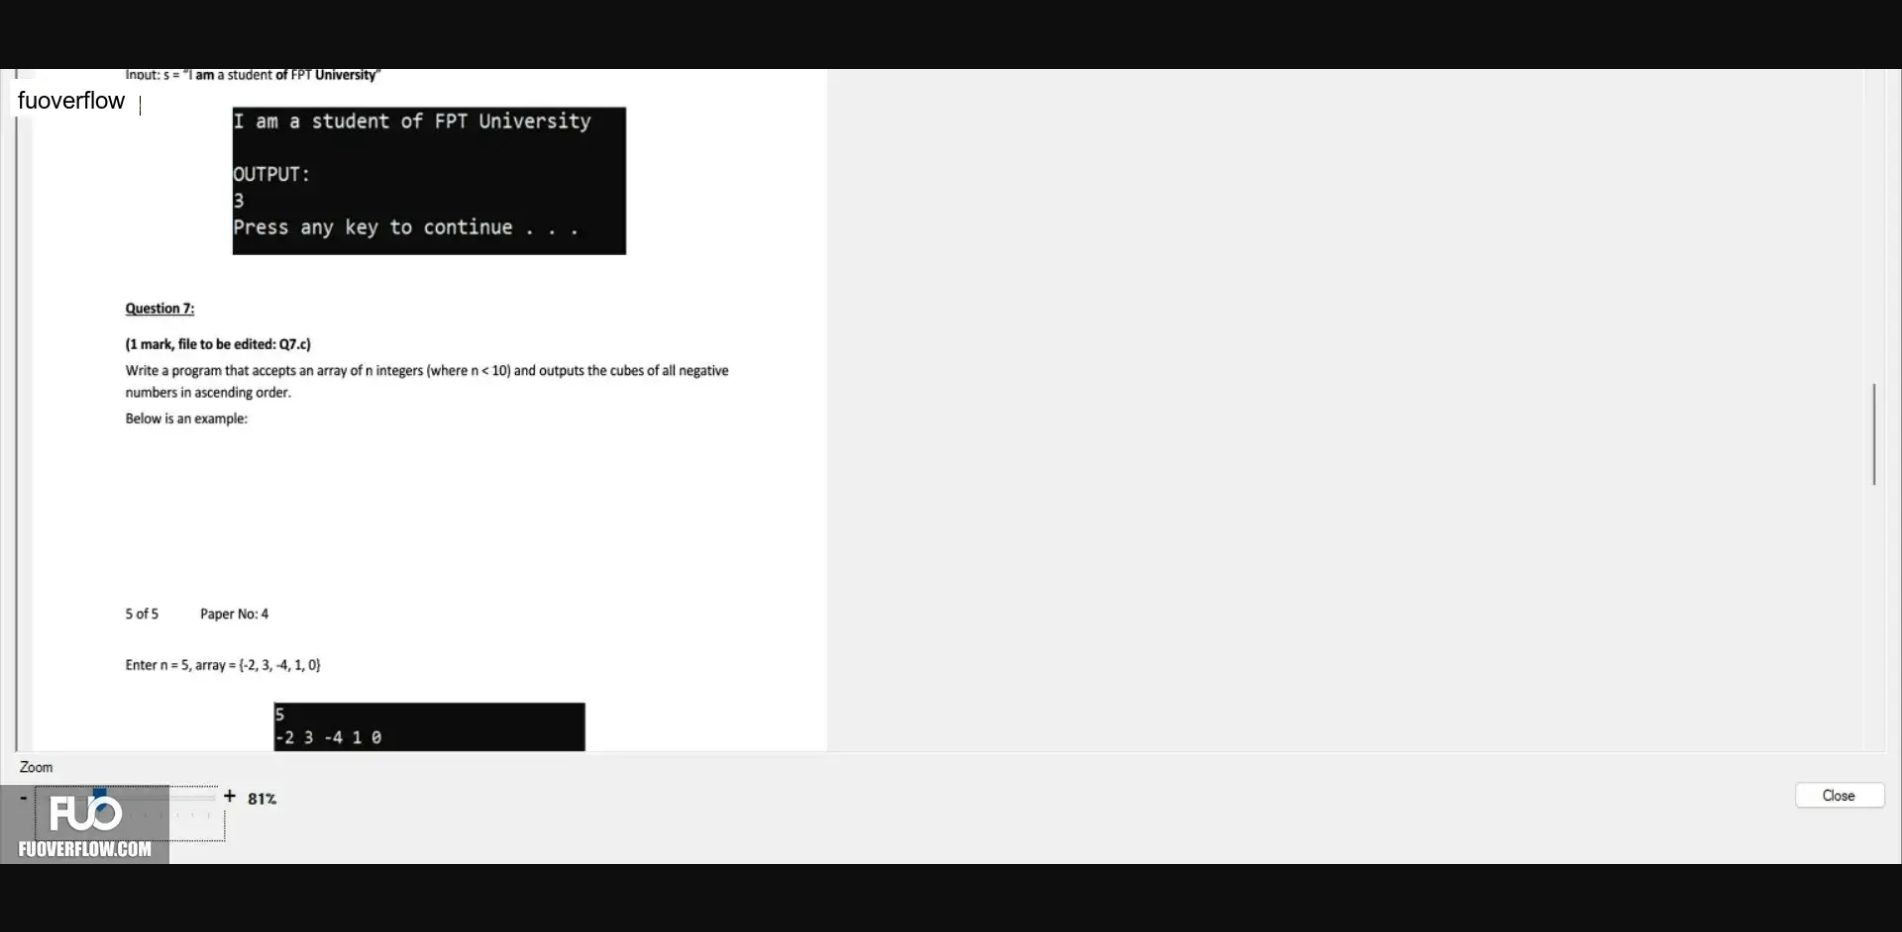 Input: s = "I am a student of FPT University"
fuoverflow
I am a student of FPT University
OUTPUT:
3
Press any key to continue . . .
Question 7:
(1 mark, file to be edited: Q7.c)
Write a program that accepts an array of n integers (where n < 10) and outputs the cubes of all negative
numbers in ascending order.
Below is an example:
5 of 5 Paper No: 4
Enter n = 5, array = {-2, 3, -4, 1, 0}
5
-2 3 -4 1 0
Zoom
- + 81%
Close
FUO
FUOVERFLOW.COM